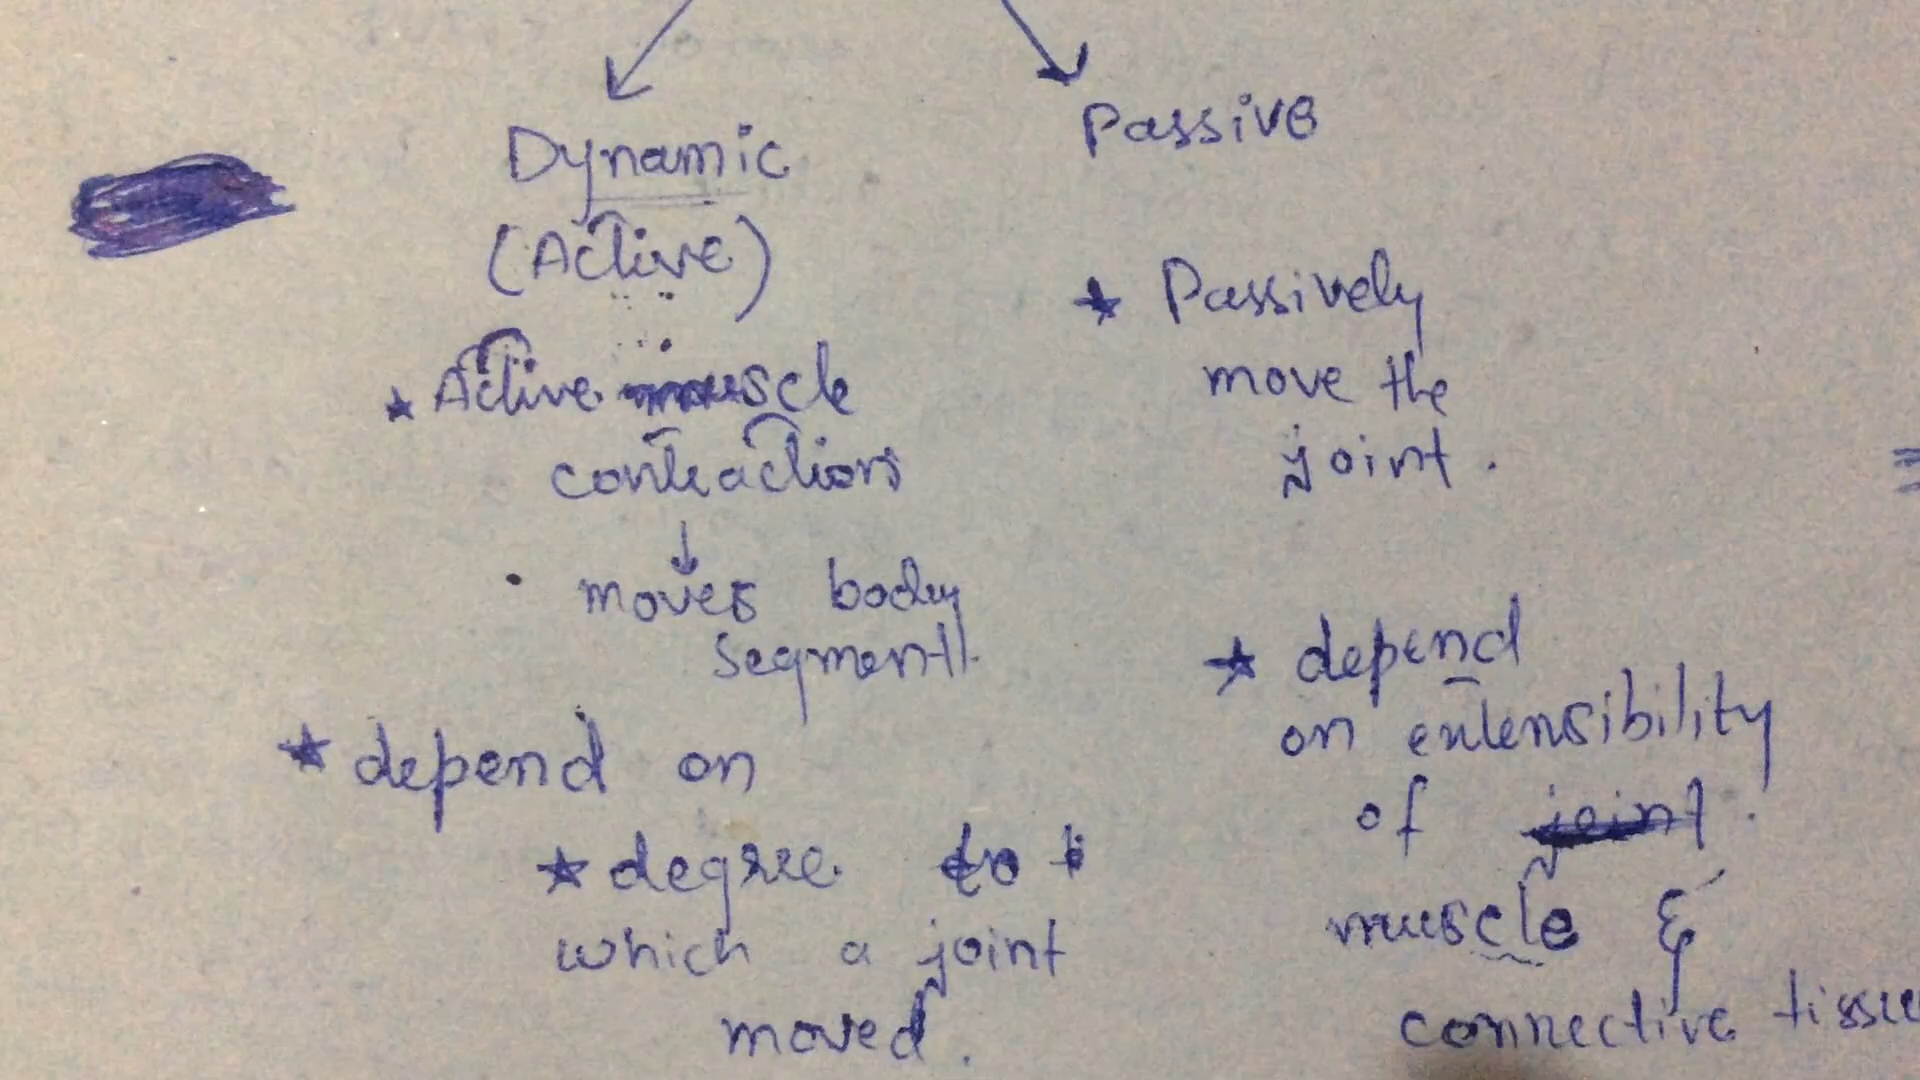 Dynamic
(Active)
★ Active muscle
contractions
↓
• moves body
segment.
★ depend on
★ degree to
which a joint
moved.
Passive
★ Passively
move the
joint.
★ depend
on extensibility
of
muscle &
connective tissue